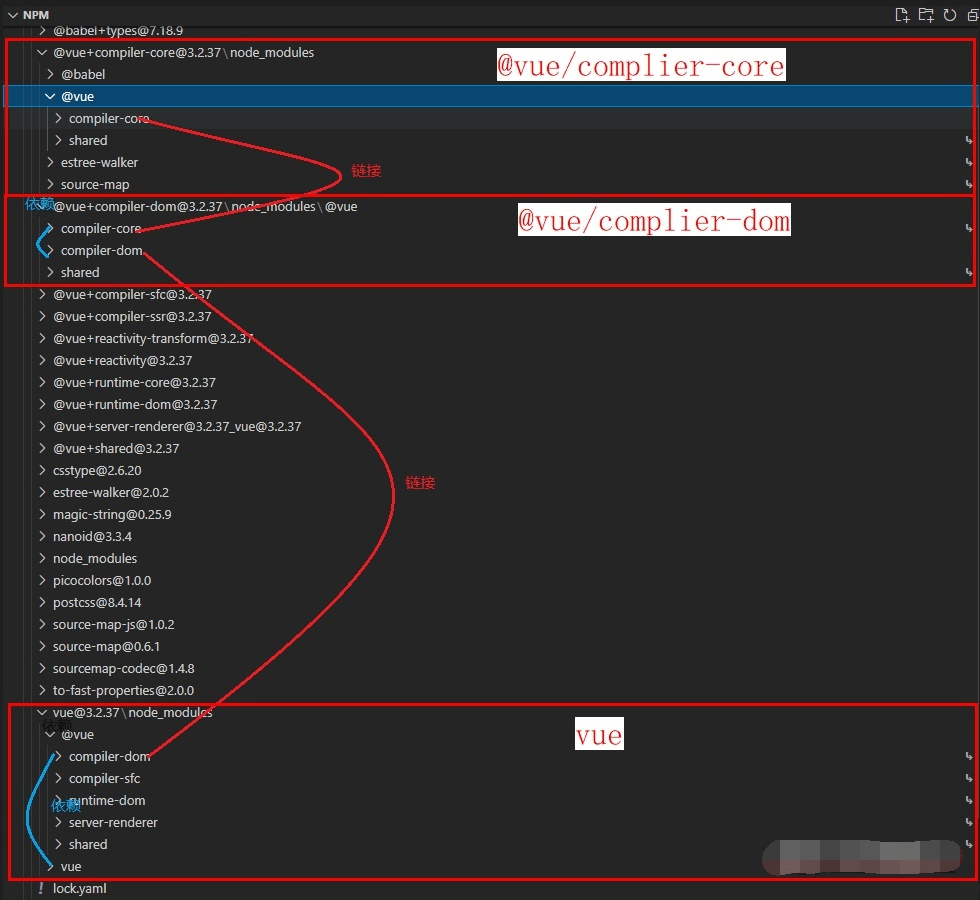 NPM
@babel+types@7.18.9
@vue+compiler-core@3.2.37\node_modules
@vue/complier-core
@babel
@vue
compiler-core
shared
estree-walker
链接
source-map
依赖
@vue+compiler-dom@3.2.37\node_modules\@vue
@vue/complier-dom
compiler-core
compiler-dom
shared
@vue+compiler-sfc@3.2.37
@vue+compiler-ssr@3.2.37
@vue+reactivity-transform@3.2.37
@vue+reactivity@3.2.37
@vue+runtime-core@3.2.37
@vue+runtime-dom@3.2.37
@vue+server-renderer@3.2.37_vue@3.2.37
@vue+shared@3.2.37
csstype@2.6.20
链接
estree-walker@2.0.2
magic-string@0.25.9
nanoid@3.3.4
node_modules
picocolors@1.0.0
postcss@8.4.14
source-map-js@1.0.2
source-map@0.6.1
sourcemap-codec@1.4.8
to-fast-properties@2.0.0
vue@3.2.37\node_modules
依赖
@vue
vue
compiler-dom
compiler-sfc
runtime-dom
依赖
server-renderer
shared
vue
! lock.yaml